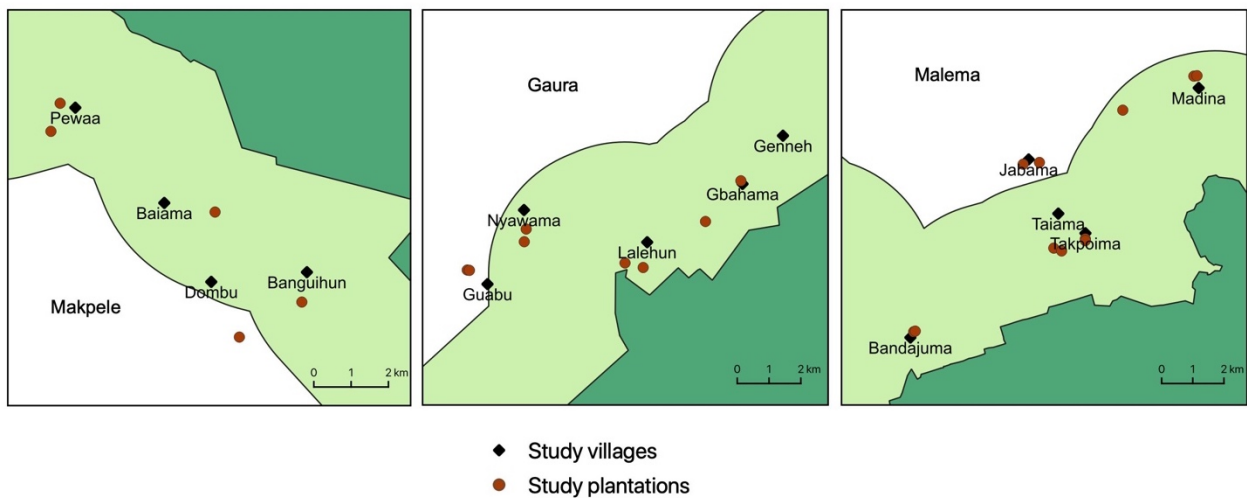 Pewaa
Baiama
Dombu
Banguihun
Makpele
0 1 2 km
Gaura
Genneh
Gbahama
Nyawama
Lalehun
Guabu
0 1 2 km
Malema
Madina
Jabama
Taiama
Takpoima
Bandajuma
0 1 2 km
Study villages
Study plantations